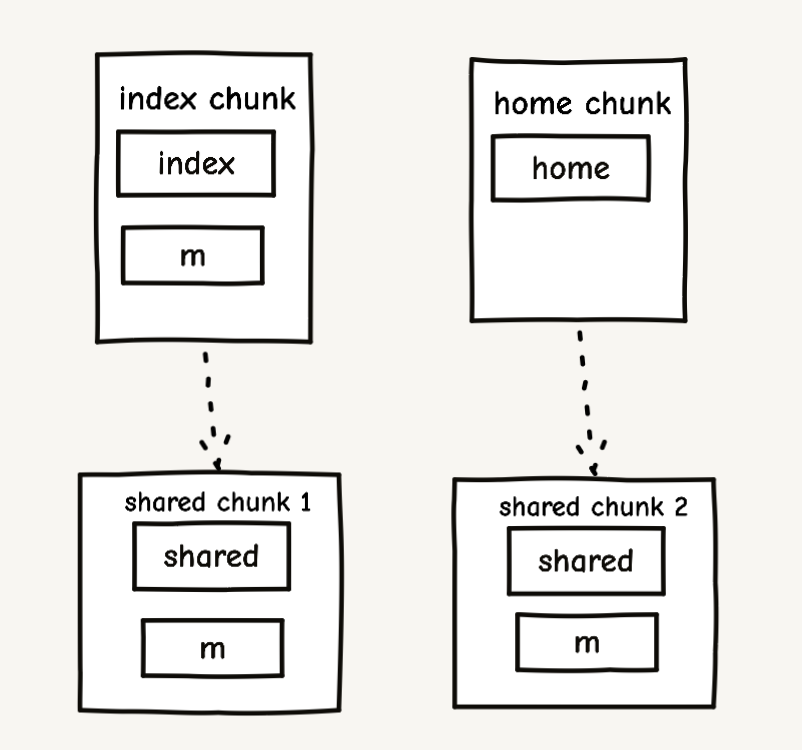 index chunk
index
m
home chunk
home
shared chunk 1
shared
m
shared chunk 2
shared
m